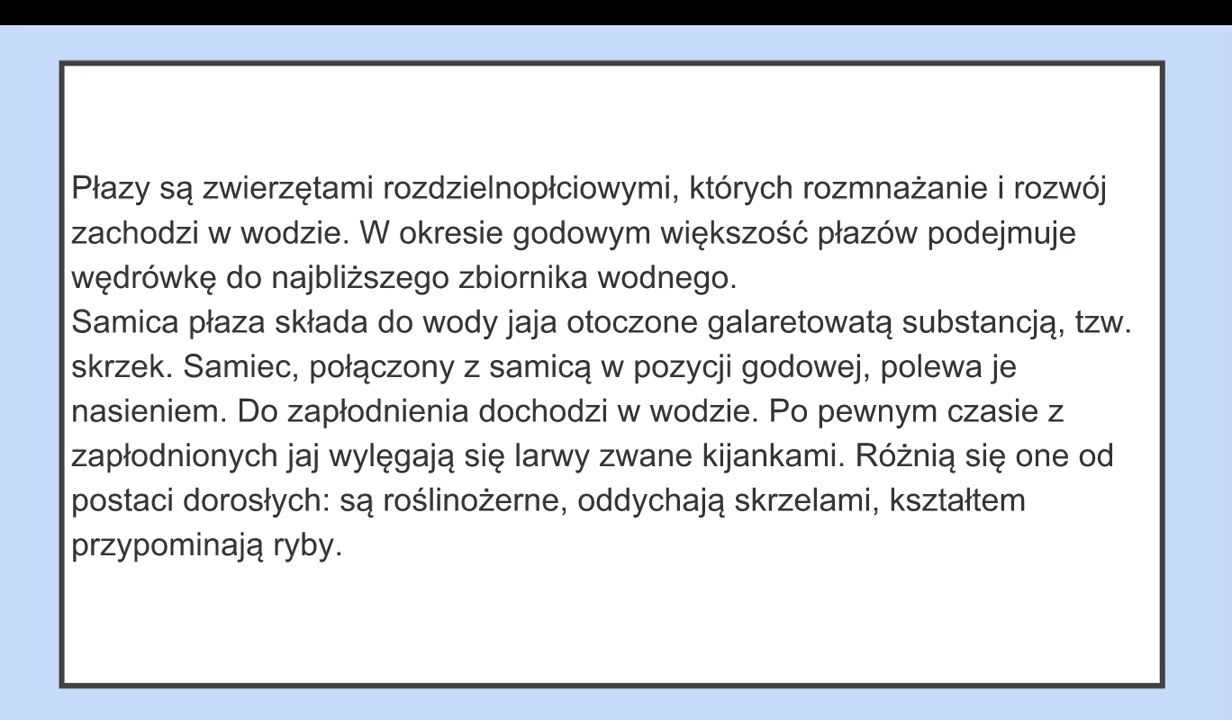 Płazy są zwierzętami rozdzielnopłciowymi, których rozmnażanie i rozwój
zachodzi w wodzie. W okresie godowym większość płazów podejmuje
wędrówkę do najbliższego zbiornika wodnego.
Samica płaza składa do wody jaja otoczone galaretowatą substancją, tzw.
skrzek. Samiec, połączony z samicą w pozycji godowej, polewa je
nasieniem. Do zapłodnienia dochodzi w wodzie. Po pewnym czasie z
zapłodnionych jaj wylęgają się larwy zwane kijankami. Różnią się one od
postaci dorosłych: są roślinożerne, oddychają skrzelami, kształtem
przypominają ryby.